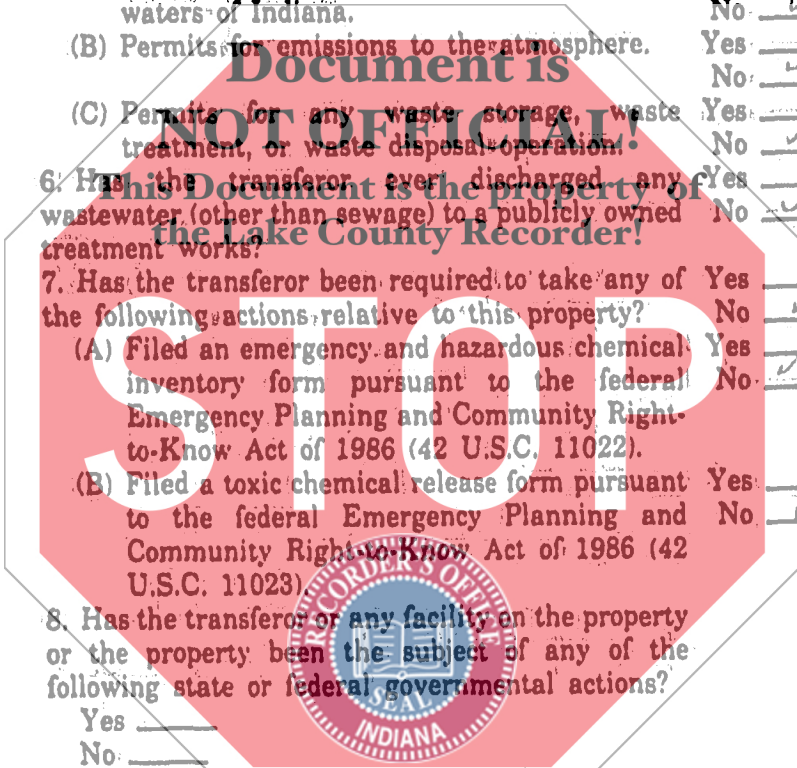 waters of Indiana. No
(B) Permits for emissions to the atmosphere. Yes
Document is
No
(C) Permits for any waste storage, waste Yes
NOT OFFICIAL!
treatment, or waste disposal operation. No
6. Has the transferor ever discharged any Yes
This Document is the property of
wastewater (other than sewage) to a publicly owned No
the Lake County Recorder!
treatment works?
7. Has the transferor been required to take any of Yes
the following actions relative to this property? No
STOP
(A) Filed an emergency and hazardous chemical Yes
inventory form pursuant to the federal No
Emergency Planning and Community Right-
to-Know Act of 1986 (42 U.S.C. 11022).
(B) Filed a toxic chemical release form pursuant Yes
to the federal Emergency Planning and No
Community Right-to-Know Act of 1986 (42
U.S.C. 11023).
8. Has the transferor or any facility on the property
or the property been the subject of any of the
following state or federal governmental actions?
Yes
No
RECORDER'S OFFICE
SEAL
INDIANA